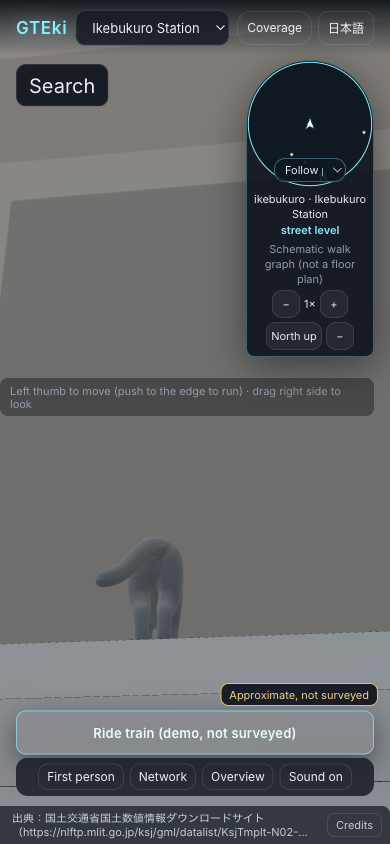 GTEki
Ikebukuro Station
Coverage
日本語
Search
Follow
ikebukuro · Ikebukuro
Station
street level
Schematic walk
graph (not a floor
plan)
− 1× +
North up −
Left thumb to move (push to the edge to run) · drag right side to
look
Approximate, not surveyed
Ride train (demo, not surveyed)
First person
Network
Overview
Sound on
出典：国土交通省国土数値情報ダウンロードサイト
（https://nlftp.mlit.go.jp/ksj/gml/datalist/KsjTmplt-N02-...
Credits